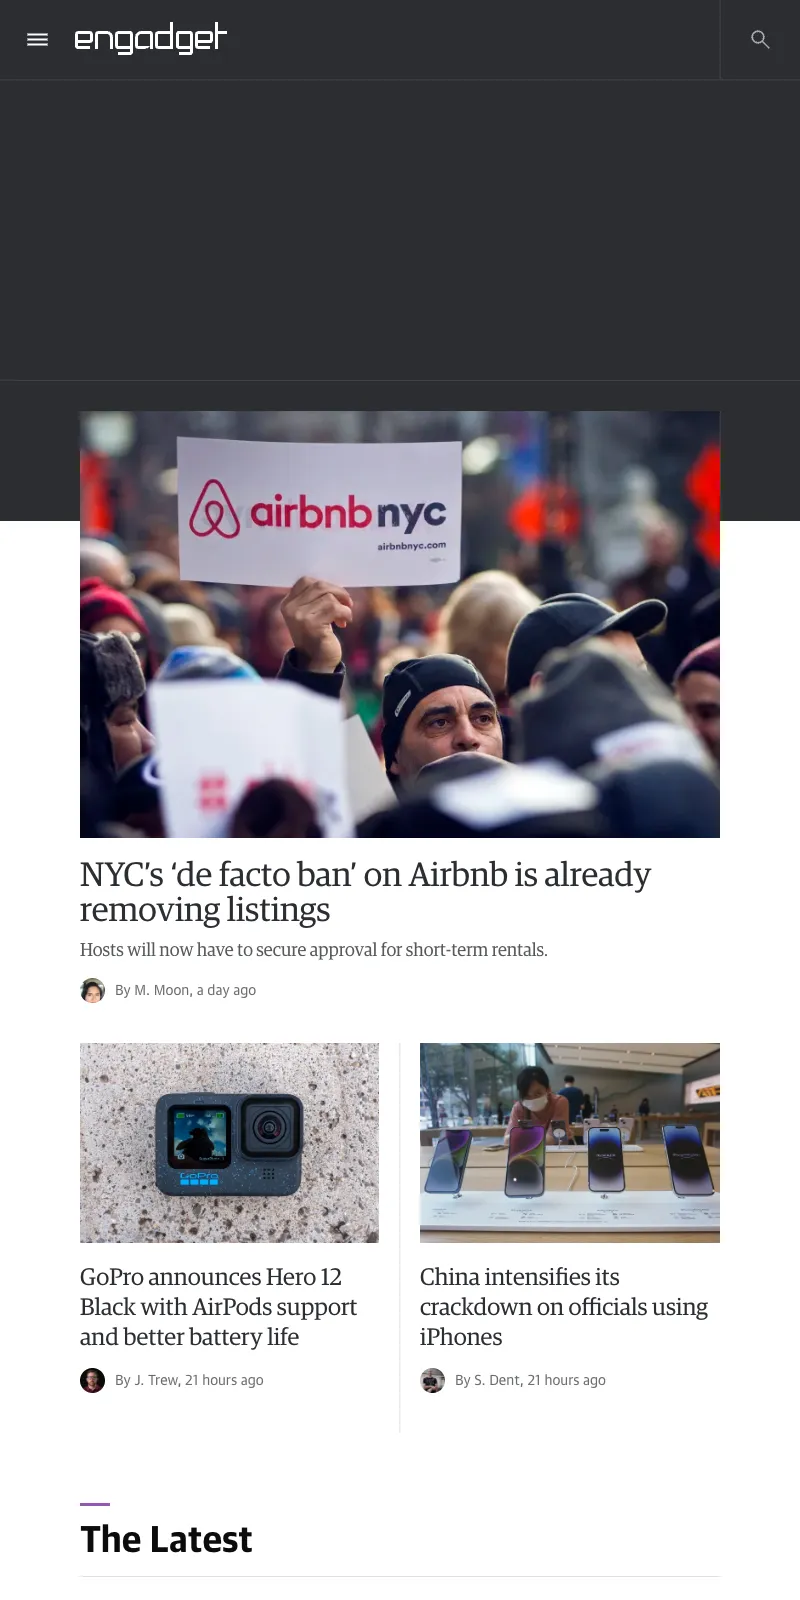 engadget
airbnb nyc
airbnbnyc.com
NYC’s ‘de facto ban’ on Airbnb is already
removing listings
Hosts will now have to secure approval for short-term rentals.
By M. Moon, a day ago
GoPro
GoPro announces Hero 12
Black with AirPods support
and better battery life
By J. Trew, 21 hours ago
China intensifies its
crackdown on officials using
iPhones
By S. Dent, 21 hours ago
The Latest